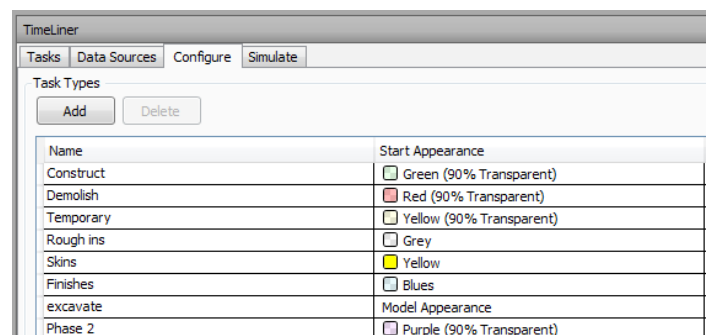 TimeLiner
Tasks Data Sources Configure Simulate
Task Types
Add Delete
Name Start Appearance
Construct Green (90% Transparent)
Demolish Red (90% Transparent)
Temporary Yellow (90% Transparent)
Rough ins Grey
Skins Yellow
Finishes Blues
excavate Model Appearance
Phase 2 Purple (90% Transparent)